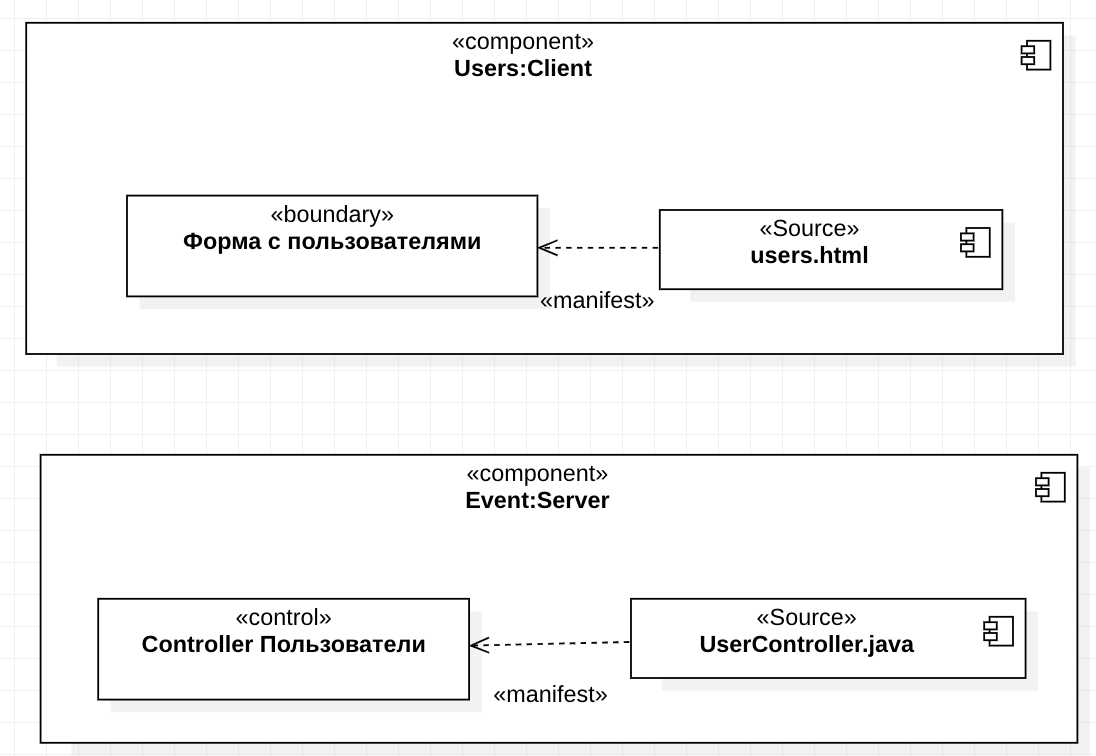 «component»
Users:Client
«boundary»
Форма с пользователями
«Source»
users.html
«manifest»
«component»
Event:Server
«control»
Controller Пользователи
«Source»
UserController.java
«manifest»